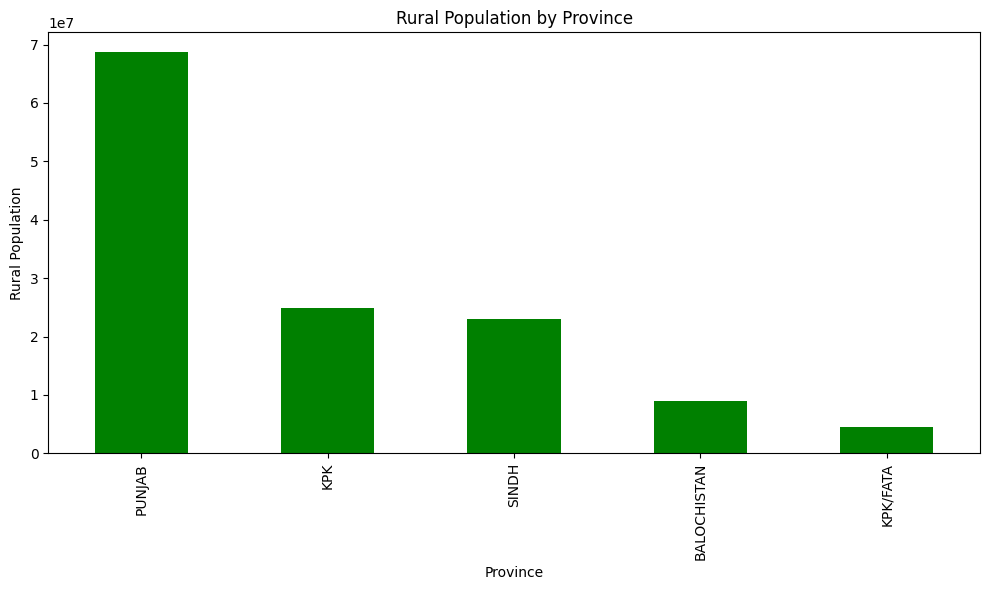 Rural Population by Province
1e7
7
6
5
4
3
2
1
0
Rural Population
PUNJAB
KPK
SINDH
BALOCHISTAN
KPK/FATA
Province